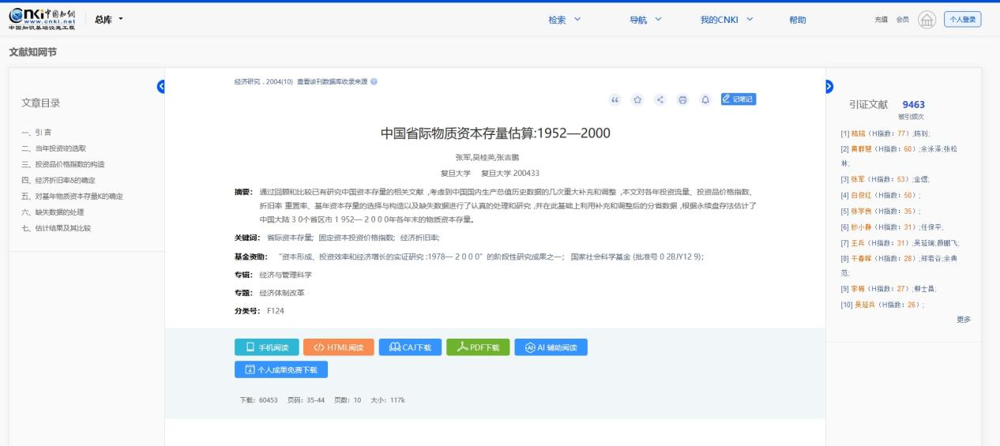 CNKI 中国知网
www.cnki.net
中国知识基础设施工程
总库
检索
导航
我的CNKI
帮助
充值 会员
个人登录
文献知网节
文章目录
一、引 言
二、当年投资I的选取
三、投资品价格指数的构造
四、经济折旧率δ的确定
五、对基年物质资本存量K的确定
六、缺失数据的处理
七、估计结果及其比较
经济研究 . 2004(10) 查看该刊数据库收录来源
记笔记
中国省际物质资本存量估算:1952—2000
张军,吴桂英,张吉鹏
复旦大学 复旦大学 200433
摘要: 通过回顾和比较已有研究中国资本存量的相关文献 ,考虑到中国国内生产总值历史数据的几次重大补充和调整 ,本文对各年投资流量、投资品价格指数、
折旧率 重置率、基年资本存量的选择与构造以及缺失数据进行了认真的处理和研究 ,并在此基础上利用补充和调整后的分省数据 ,根据永续盘存法估计了
中国大陆 3 0个省区市 1 952— 2 0 0 0年各年末的物质资本存量。
关键词: 省际资本存量; 固定资本投资价格指数; 经济折旧率;
基金资助: “资本形成、投资效率和经济增长的实证研究 :1978— 2 0 0 0”的阶段性研究成果之一; 国家社会科学基金 (批准号 0 2BJY12 9);
专辑: 经济与管理科学
专题: 经济体制改革
分类号: F124
手机阅读
HTML阅读
CAJ下载
PDF下载
AI 辅助阅读
个人成果免费下载
下载: 60453 页码: 35-44 页数: 10 大小: 117k
引证文献 9463
被引频次
[1] 陆铭(H指数: 77);陈钊;
[2] 黄群慧(H指数: 60);余泳泽;张松
林;
[3] 张军(H指数: 53);金煜;
[4] 白俊红(H指数: 50);
[5] 张学良(H指数: 35);
[6] 钞小静(H指数: 31);任保平;
[7] 王兵(H指数: 31);吴延瑞;颜鹏飞;
[8] 干春晖(H指数: 28);郑若谷;余典
范;
[9] 李梅(H指数: 27);柳士昌;
[10] 吴延兵(H指数: 26);
更多